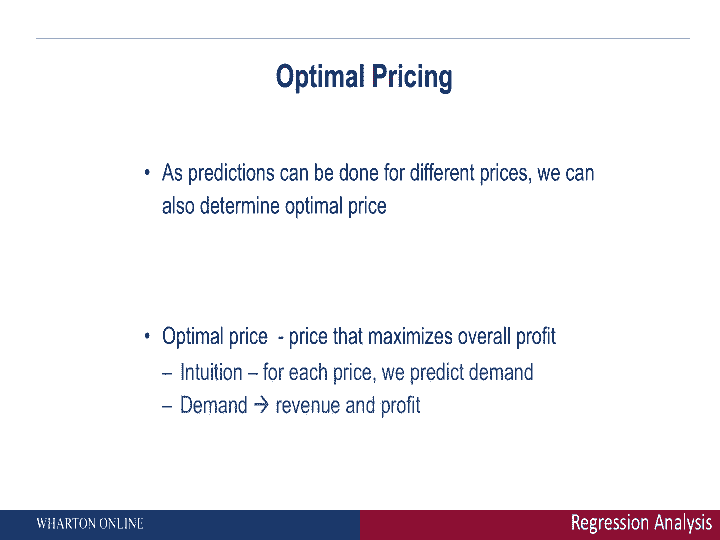 Optimal Pricing
• As predictions can be done for different prices, we can
also determine optimal price
• Optimal price - price that maximizes overall profit
– Intuition – for each price, we predict demand
– Demand → revenue and profit
WHARTON ONLINE
Regression Analysis